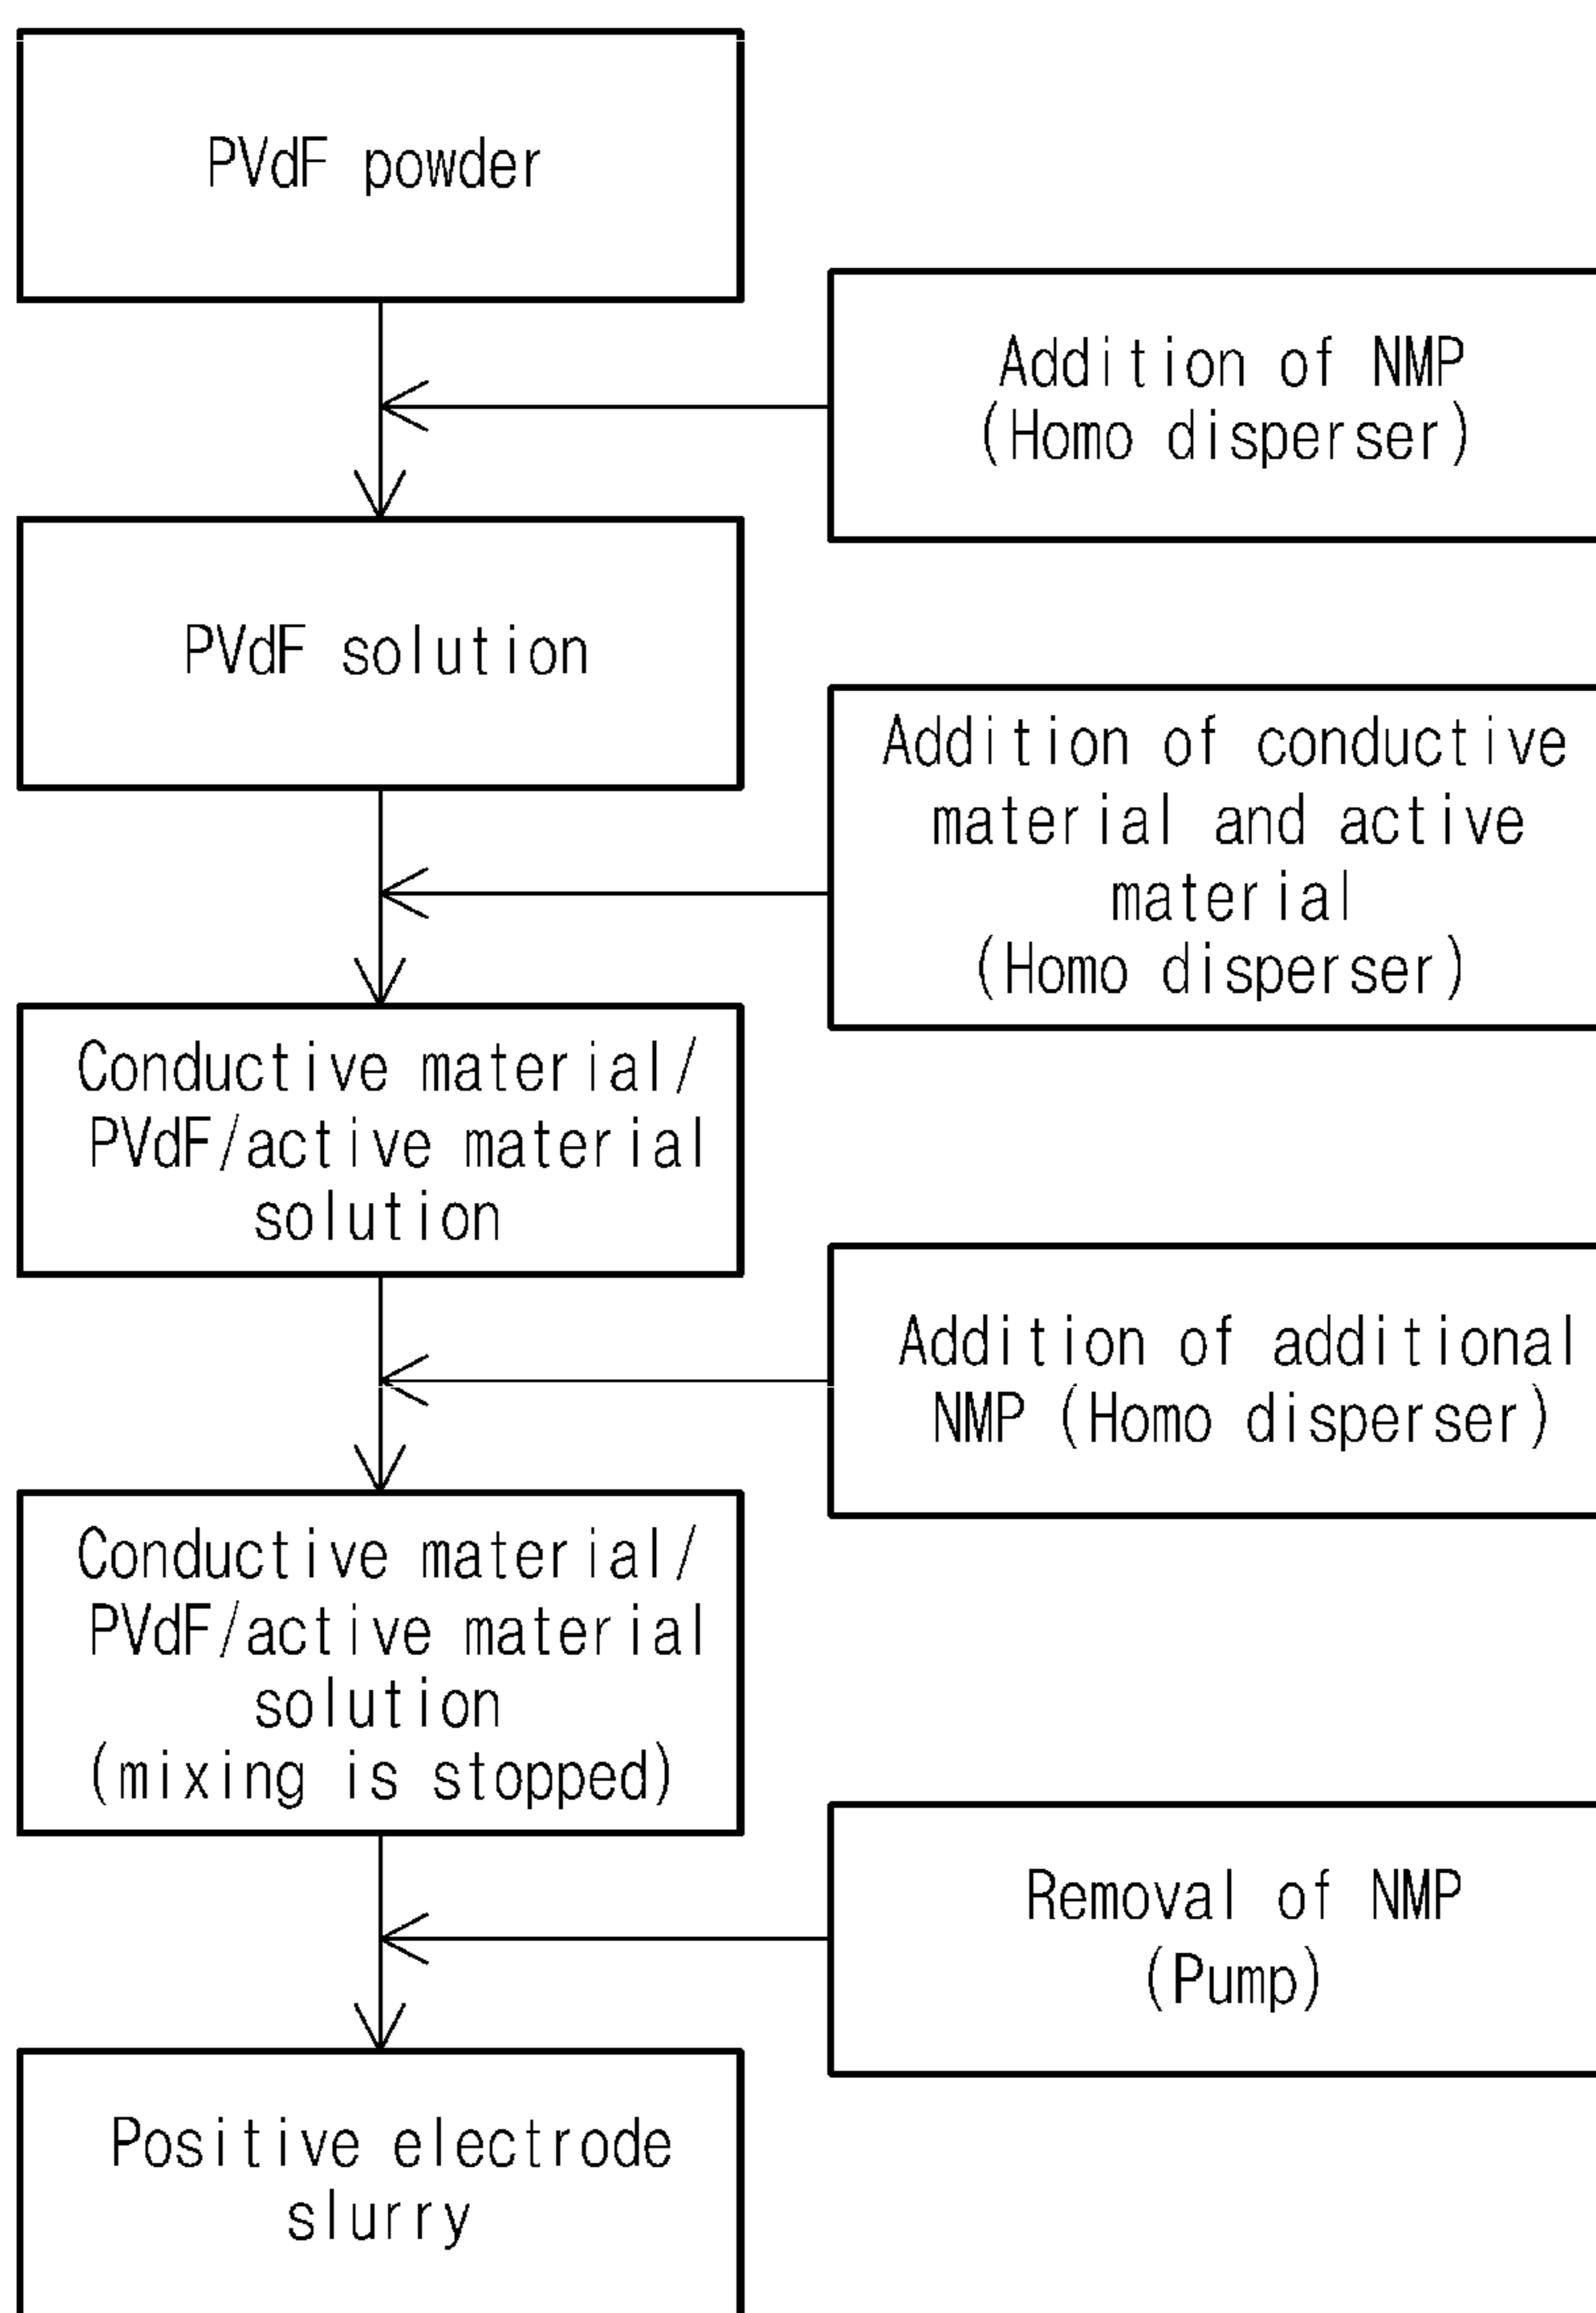 PVdF powder
Addition of NMP
(Homo disperser)
PVdF solution
Addition of conductive
material and active
material
(Homo disperser)
Conductive material/
PVdF/active material
solution
Addition of additional
NMP (Homo disperser)
Conductive material/
PVdF/active material
solution
(mixing is stopped)
Removal of NMP
(Pump)
Positive electrode
slurry